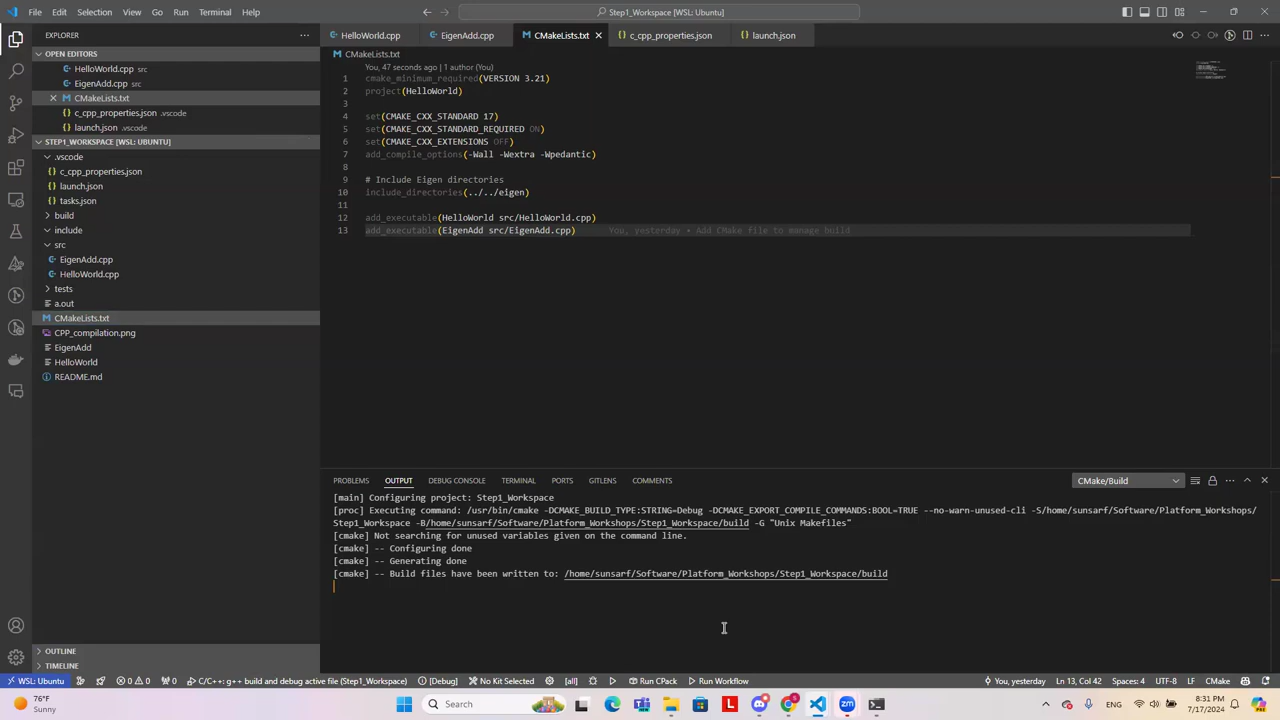 File Edit Selection View Go Run Terminal Help
Step1_Workspace [WSL: Ubuntu]
EXPLORER
OPEN EDITORS
HelloWorld.cpp src
EigenAdd.cpp src
CMakeLists.txt
c_cpp_properties.json .vscode
launch.json .vscode
STEP1_WORKSPACE [WSL: UBUNTU]
.vscode
c_cpp_properties.json
launch.json
tasks.json
build
include
src
EigenAdd.cpp
HelloWorld.cpp
tests
a.out
CMakeLists.txt
CPP_compilation.png
EigenAdd
HelloWorld
README.md
OUTLINE
TIMELINE
HelloWorld.cpp EigenAdd.cpp CMakeLists.txt c_cpp_properties.json launch.json
CMakeLists.txt
You, 47 seconds ago | 1 author (You)
1 cmake_minimum_required(VERSION 3.21)
2 project(HelloWorld)
3
4 set(CMAKE_CXX_STANDARD 17)
5 set(CMAKE_CXX_STANDARD_REQUIRED ON)
6 set(CMAKE_CXX_EXTENSIONS OFF)
7 add_compile_options(-Wall -Wextra -Wpedantic)
8
9 # Include Eigen directories
10 include_directories(../../eigen)
11
12 add_executable(HelloWorld src/HelloWorld.cpp)
13 add_executable(EigenAdd src/EigenAdd.cpp) You, yesterday • Add CMake file to manage build
PROBLEMS OUTPUT DEBUG CONSOLE TERMINAL PORTS GITLENS COMMENTS CMake/Build
[main] Configuring project: Step1_Workspace
[proc] Executing command: /usr/bin/cmake -DCMAKE_BUILD_TYPE:STRING=Debug -DCMAKE_EXPORT_COMPILE_COMMANDS:BOOL=TRUE --no-warn-unused-cli -S/home/sunsarf/Software/Platform_Workshops/
Step1_Workspace -B/home/sunsarf/Software/Platform_Workshops/Step1_Workspace/build -G "Unix Makefiles"
[cmake] Not searching for unused variables given on the command line.
[cmake] -- Configuring done
[cmake] -- Generating done
[cmake] -- Build files have been written to: /home/sunsarf/Software/Platform_Workshops/Step1_Workspace/build
WSL: Ubuntu 0 0 0 C/C++: g++ build and debug active file (Step1_Workspace) [Debug] No Kit Selected [all] Run CPack Run Workflow You, yesterday Ln 13, Col 42 Spaces: 4 UTF-8 LF CMake
76°F
Sunny
Search
ENG
8:31 PM
7/17/2024